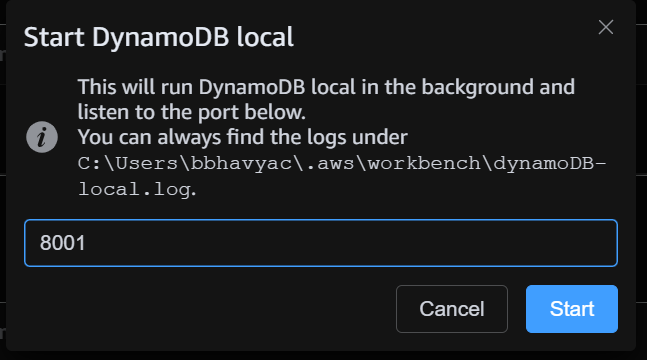 Start DynamoDB local
This will run DynamoDB local in the background and
listen to the port below.
You can always find the logs under
C:\Users\bbhavyac\.aws\workbench\dynamoDB-
local.log.
8001
Cancel Start